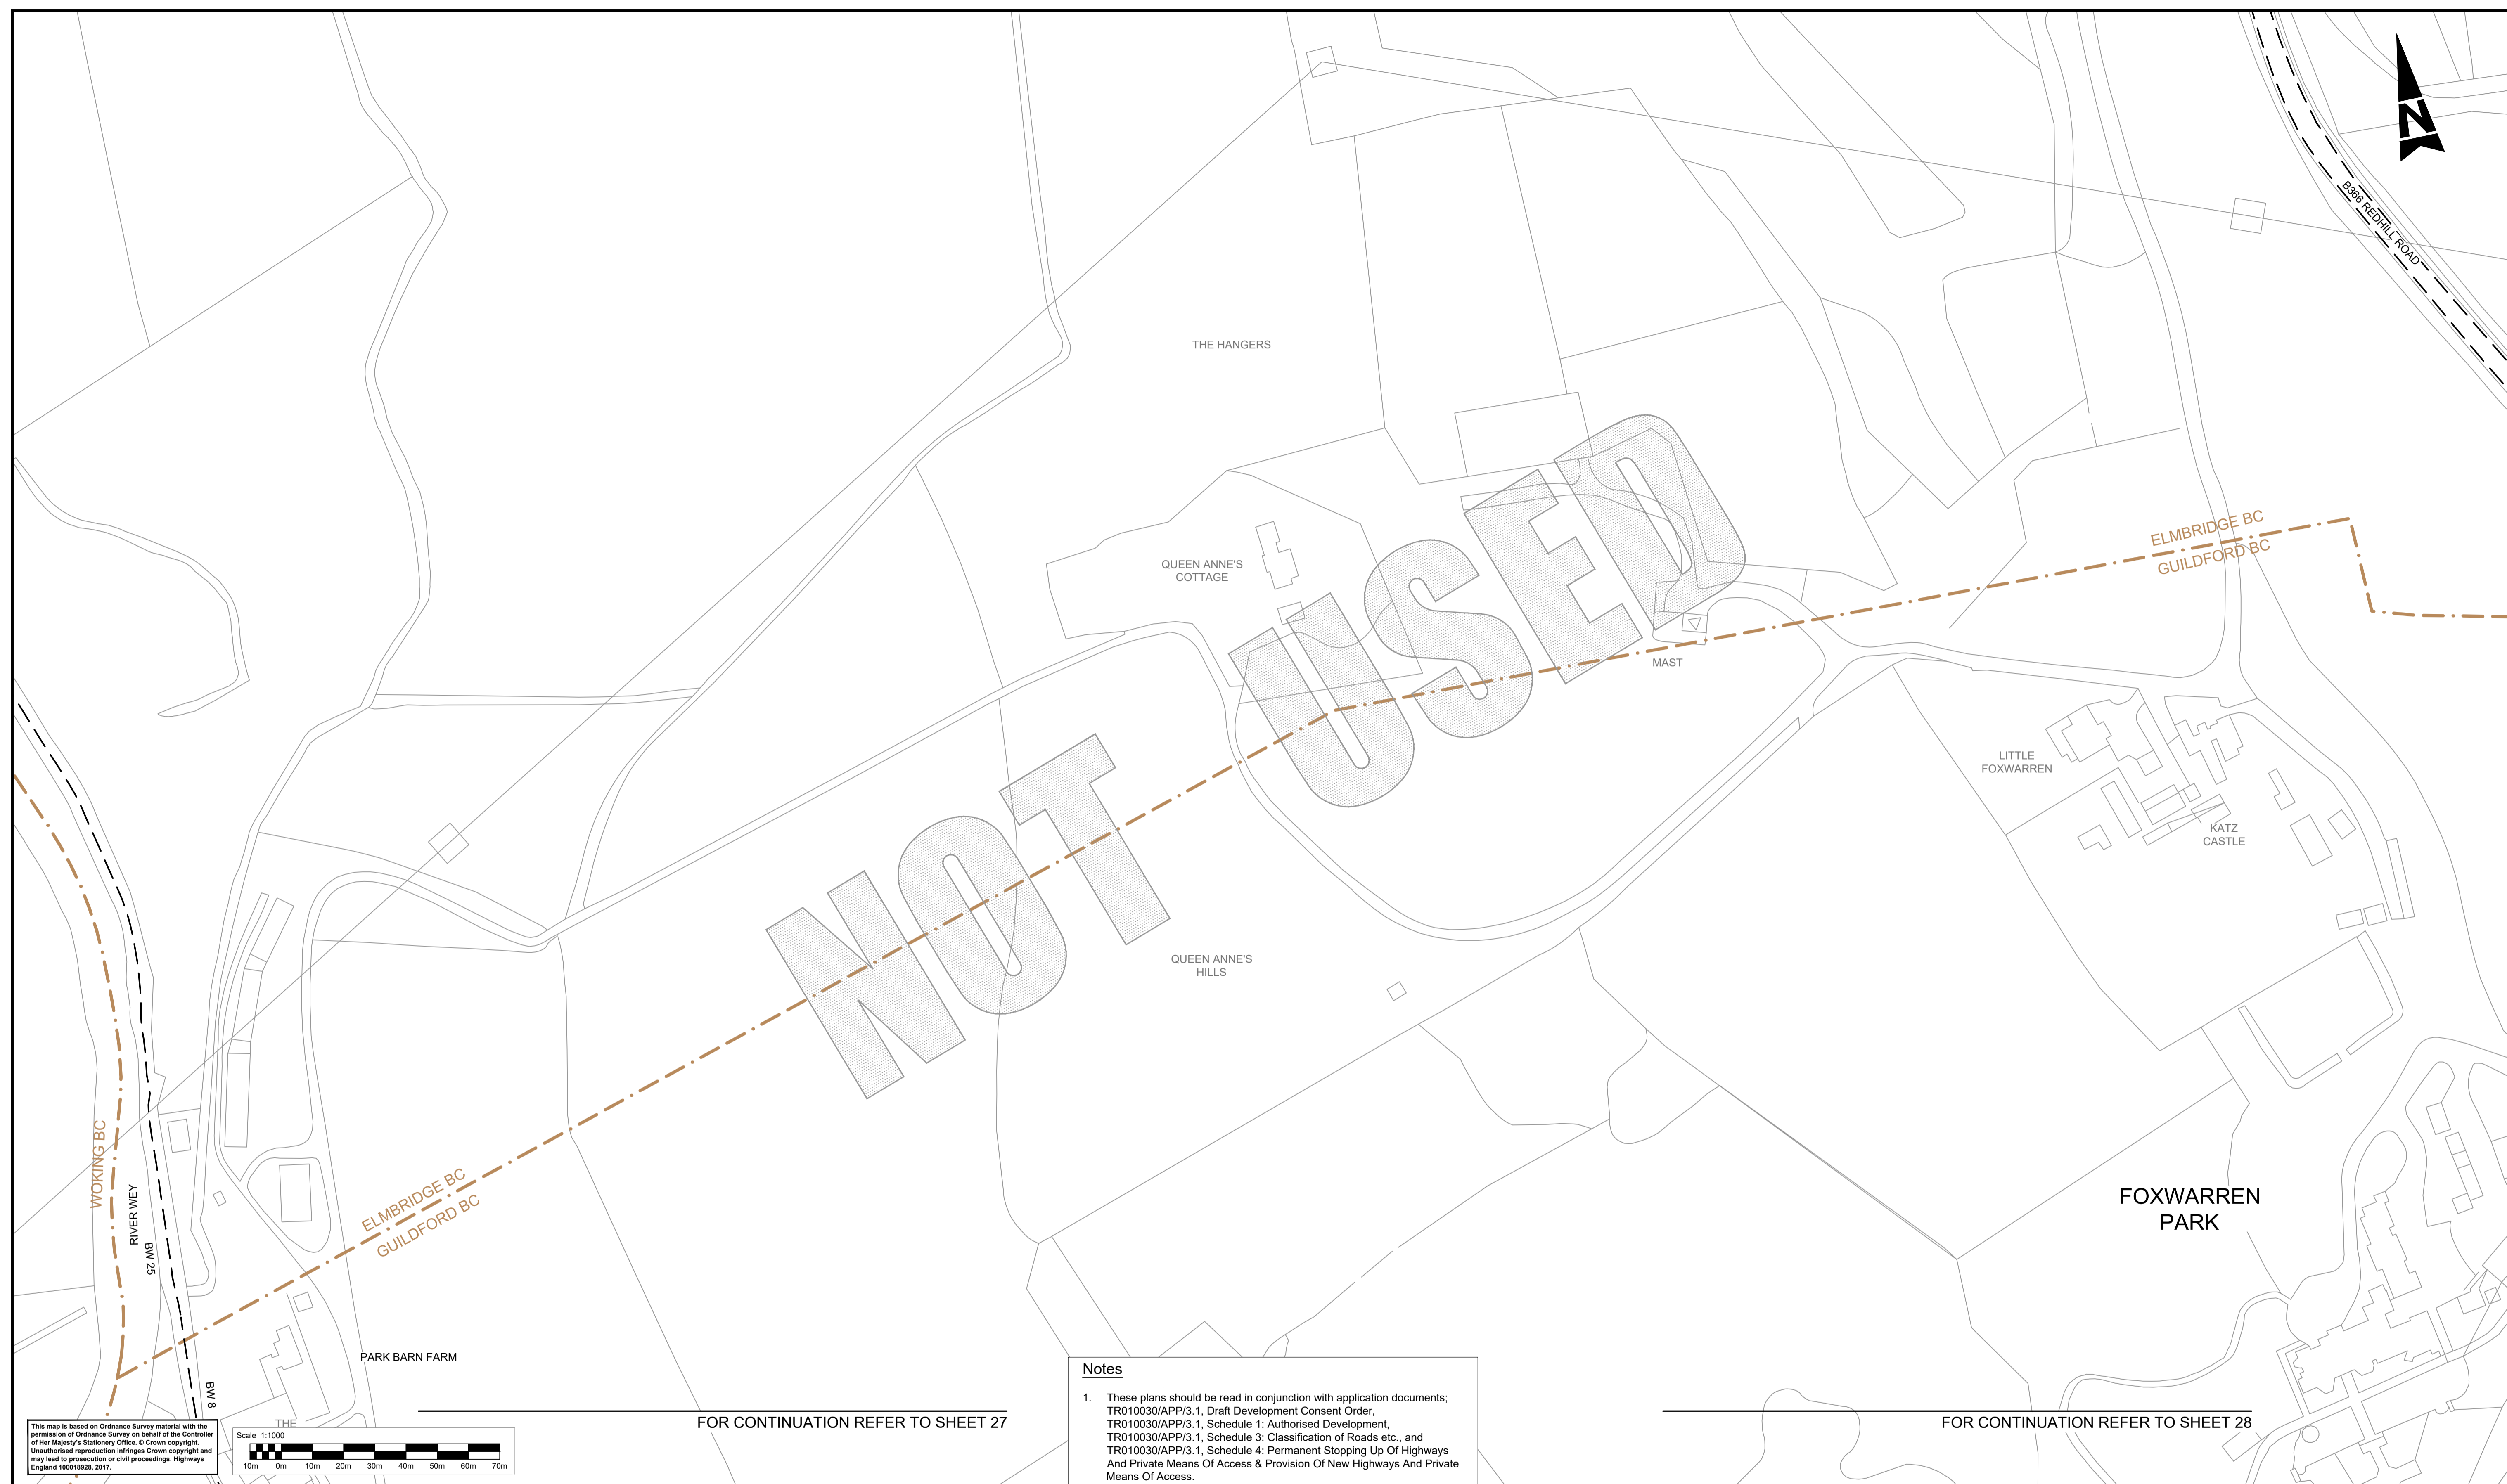 N
B366 REDHILL ROAD
THE HANGERS
ELMBRIDGE BC
GUILDFORD BC
QUEEN ANNE'S
COTTAGE
NOT USED
MAST
LITTLE
FOXWARREN
KATZ
CASTLE
QUEEN ANNE'S
HILLS
WOKING BC
RIVER WEY
BW 25
ELMBRIDGE BC
GUILDFORD BC
FOXWARREN
PARK
PARK BARN FARM
BW 8
THE
FOR CONTINUATION REFER TO SHEET 27
FOR CONTINUATION REFER TO SHEET 28
This map is based on Ordnance Survey material with the
permission of Ordnance Survey on behalf of the Controller
of Her Majesty's Stationery Office. © Crown copyright.
Unauthorised reproduction infringes Crown copyright and
may lead to prosecution or civil proceedings. Highways
England 100018928, 2017.
Scale 1:1000
10m 0m 10m 20m 30m 40m 50m 60m 70m
Notes
1. These plans should be read in conjunction with application documents;
TR010030/APP/3.1, Draft Development Consent Order,
TR010030/APP/3.1, Schedule 1: Authorised Development,
TR010030/APP/3.1, Schedule 3: Classification of Roads etc., and
TR010030/APP/3.1, Schedule 4: Permanent Stopping Up Of Highways
And Private Means Of Access & Provision Of New Highways And Private
Means Of Access.